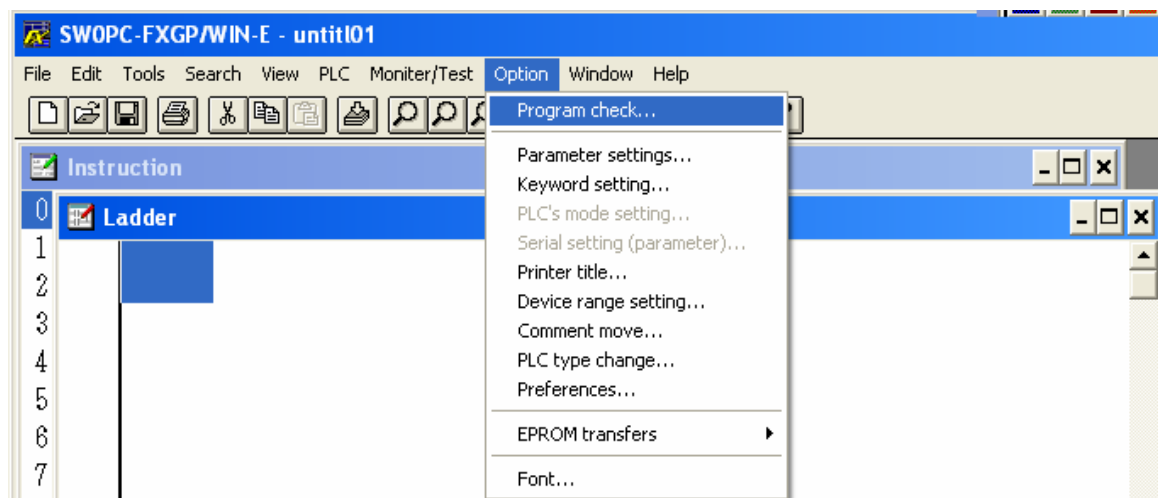 SW0PC-FXGP/WIN-E - untitl01
File Edit Tools Search View PLC Moniter/Test Option Window Help
Program check...
Instruction
Parameter settings...
Keyword setting...
0 Ladder
PLC's mode setting...
1
Serial setting (parameter)...
Printer title...
2
Device range setting...
3
Comment move...
4
PLC type change...
Preferences...
5
6
EPROM transfers
7
Font...